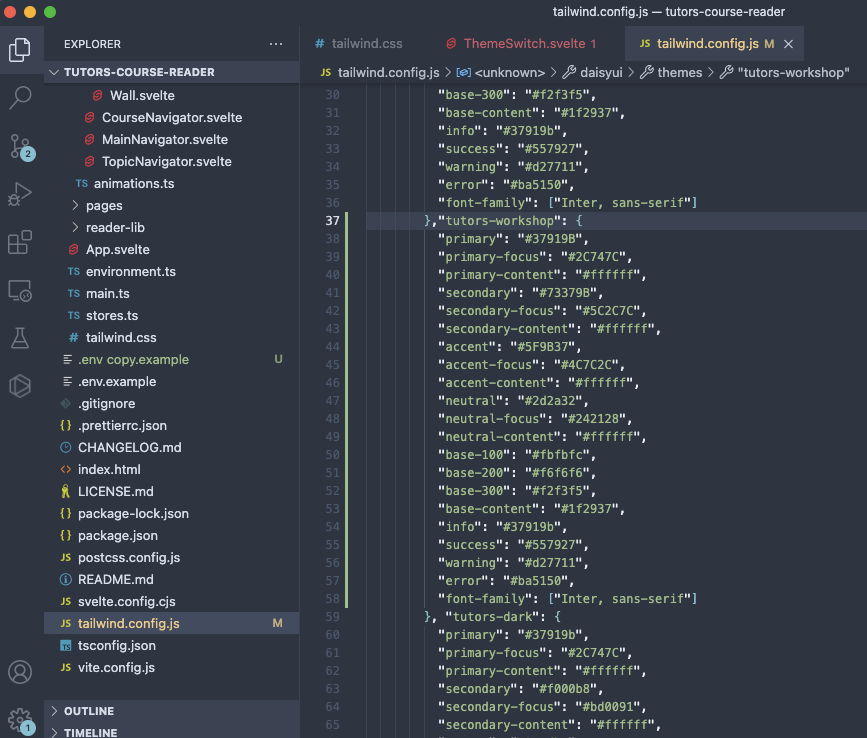 tailwind.config.js — tutors-course-reader
EXPLORER
TUTORS-COURSE-READER
Wall.svelte
CourseNavigator.svelte
MainNavigator.svelte
TopicNavigator.svelte
TS animations.ts
pages
reader-lib
App.svelte
TS environment.ts
TS main.ts
TS stores.ts
# tailwind.css
.env copy.example U
.env.example
.gitignore
{} .prettierrc.json
CHANGELOG.md
<> index.html
LICENSE.md
{} package-lock.json
{} package.json
JS postcss.config.js
README.md
JS svelte.config.cjs
JS tailwind.config.js M
TS tsconfig.json
JS vite.config.js
OUTLINE
TIMELINE
2
1
# tailwind.css
ThemeSwitch.svelte 1
JS tailwind.config.js M
JS tailwind.config.js > <unknown> > daisyui > themes > "tutors-workshop"
30 "base-300": "#f2f3f5",
31 "base-content": "#1f2937",
32 "info": "#37919b",
33 "success": "#557927",
34 "warning": "#d27711",
35 "error": "#ba5150",
36 "font-family": ["Inter, sans-serif"]
37 },"tutors-workshop": {
38 "primary": "#37919B",
39 "primary-focus": "#2C747C",
40 "primary-content": "#ffffff",
41 "secondary": "#73379B",
42 "secondary-focus": "#5C2C7C",
43 "secondary-content": "#ffffff",
44 "accent": "#5F9B37",
45 "accent-focus": "#4C7C2C",
46 "accent-content": "#ffffff",
47 "neutral": "#2d2a32",
48 "neutral-focus": "#242128",
49 "neutral-content": "#ffffff",
50 "base-100": "#fbfbfc",
51 "base-200": "#f6f6f6",
52 "base-300": "#f2f3f5",
53 "base-content": "#1f2937",
54 "info": "#37919b",
55 "success": "#557927",
56 "warning": "#d27711",
57 "error": "#ba5150",
58 "font-family": ["Inter, sans-serif"]
59 }, "tutors-dark": {
60 "primary": "#37919b",
61 "primary-focus": "#2C747C",
62 "primary-content": "#ffffff",
63 "secondary": "#f000b8",
64 "secondary-focus": "#bd0091",
65 "secondary-content": "#ffffff",